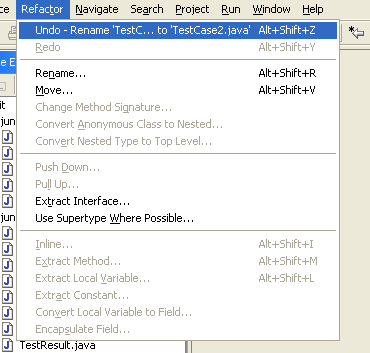 ce Refactor Navigate Search Project Run Window Help
Undo - Rename 'TestC... to 'TestCase2.java' Alt+Shift+Z
Redo Alt+Shift+Y
e E
Rename... Alt+Shift+R
Move... Alt+Shift+V
Change Method Signature...
Convert Anonymous Class to Nested...
Convert Nested Type to Top Level...
Push Down...
Pull Up...
Extract Interface...
Use Supertype Where Possible...
Inline... Alt+Shift+I
Extract Method... Alt+Shift+M
Extract Local Variable... Alt+Shift+L
Extract Constant...
Convert Local Variable to Field...
Encapsulate Field...
TestResult.java